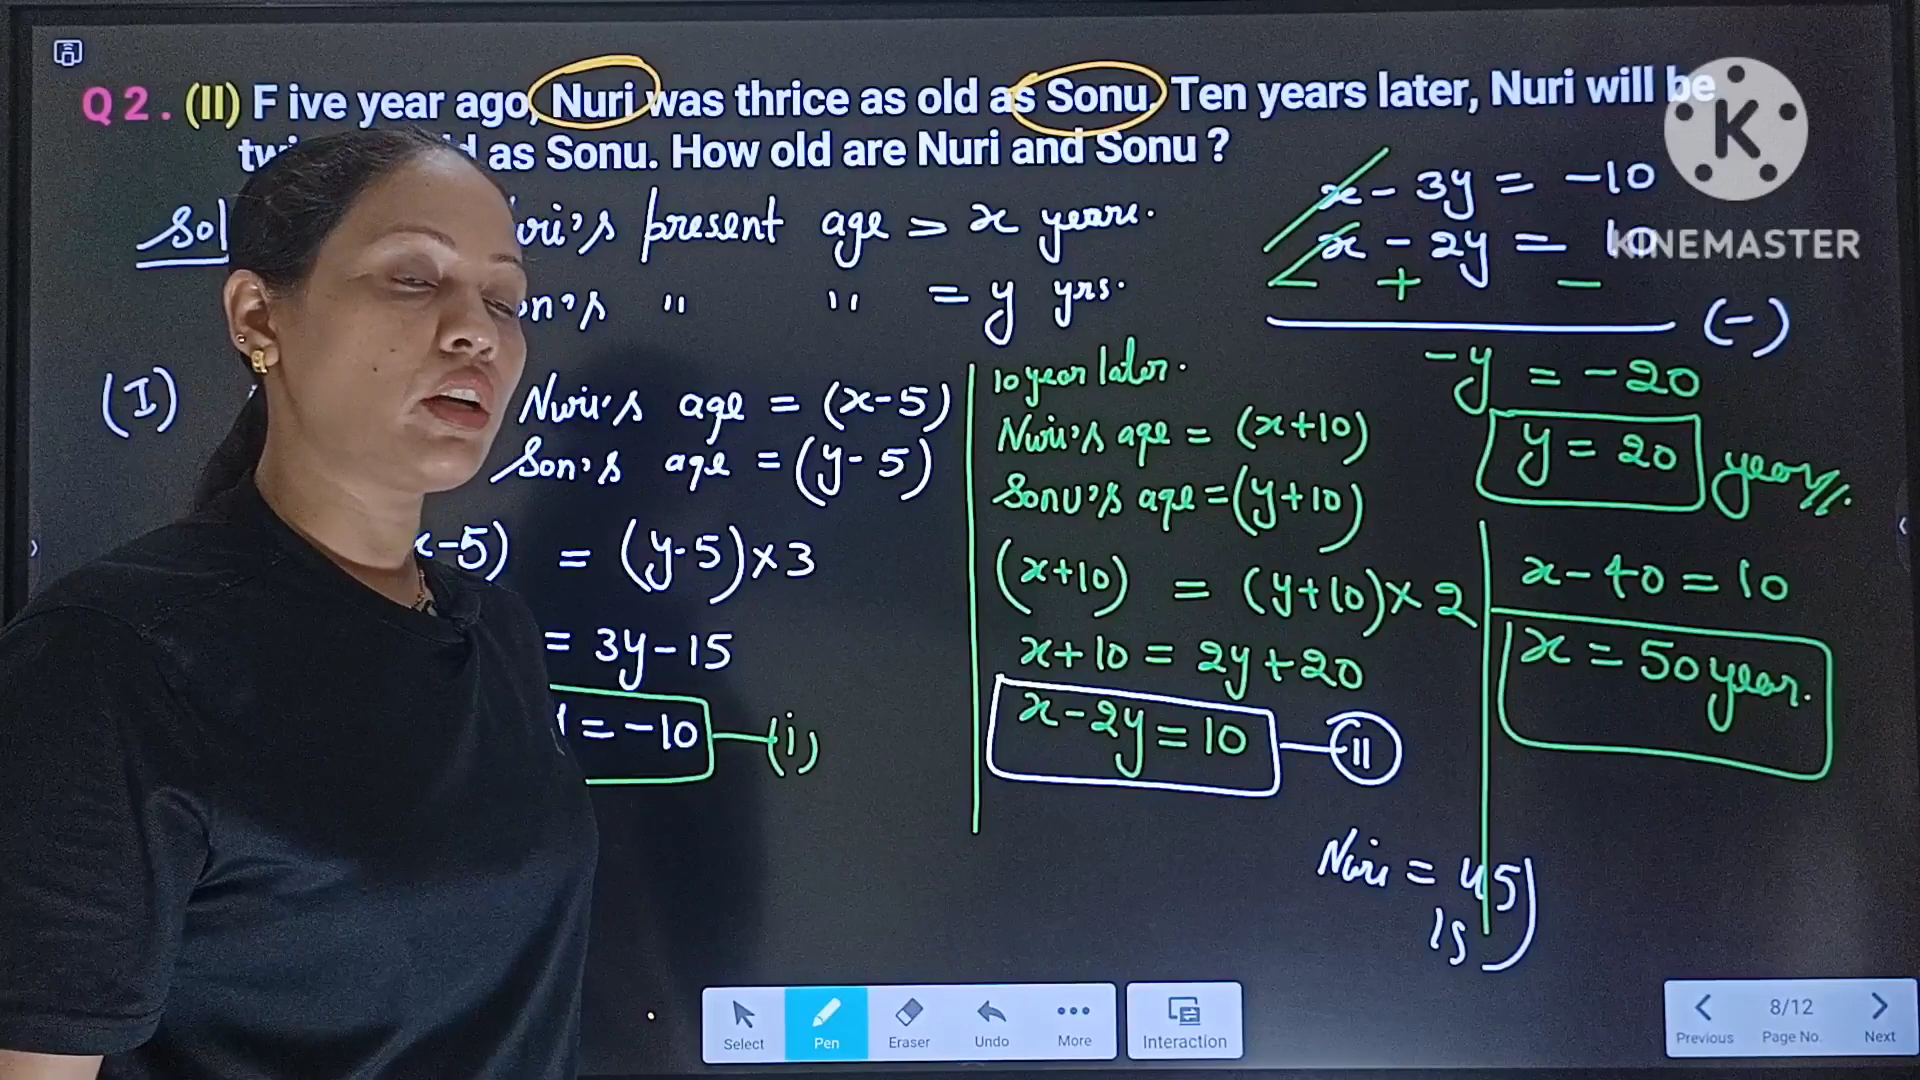 Q 2 . (II) F ive year ago, Nuri was thrice as old as Sonu. Ten years later, Nuri will be
as Sonu. How old are Nuri and Sonu ?
Sol uri's present age = x years.
on's " " = y yrs.
(I) Nuri's age = (x-5)
Son's age = (y-5)
x-5) = (y-5)×3
= 3y-15
= -10 (i)
10 year later.
Nuri's age = (x+10)
Sonu's age = (y+10)
(x+10) = (y+10)×2
x+10 = 2y+20
x-2y = 10 (II)
x - 3y = -10
x - 2y = 10
- + -
(-)
-y = -20
y = 20 years
x-40 = 10
x = 50 year.
Nuri = 45
15
K
KINEMASTER
Select Pen Eraser Undo More Interaction
8/12
Previous Page No. Next